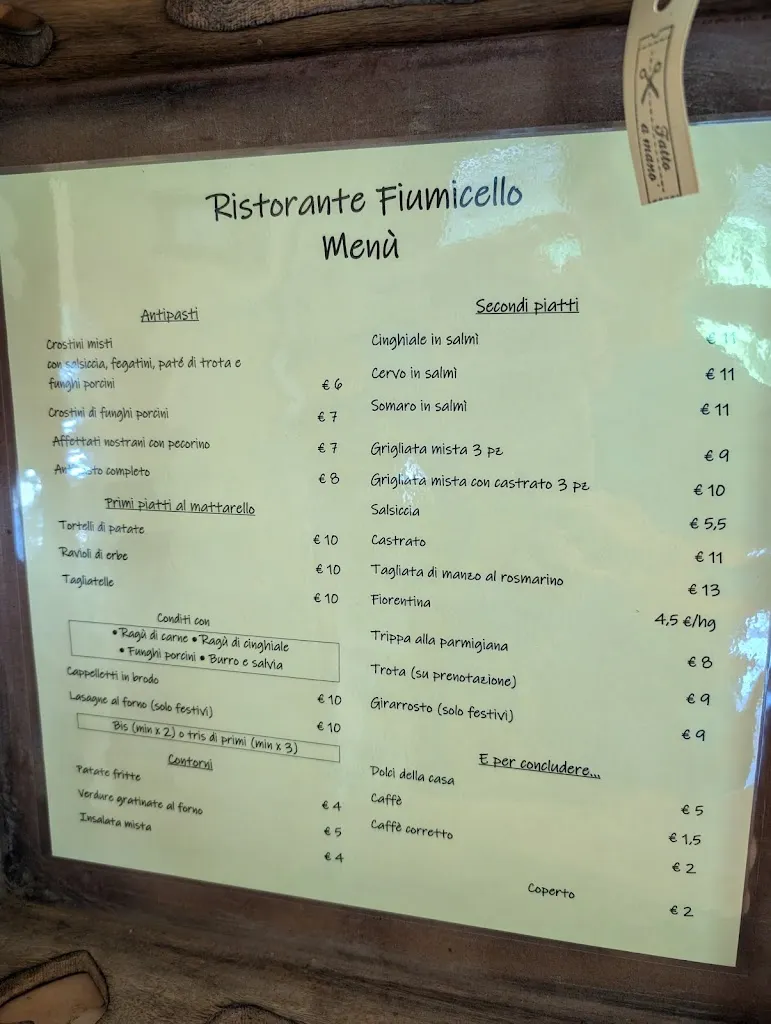 Fatto
a mano
Ristorante Fiumicello
Menù
Antipasti
Crostini misti
con salsiccia, fegatini, paté di trota e
funghi porcini € 6
Crostini di funghi porcini € 7
Affettati nostrani con pecorino € 7
Antipasto completo € 8
Primi piatti al mattarello
Tortelli di patate € 10
Ravioli di erbe € 10
Tagliatelle € 10
Conditi con
• Ragù di carne • Ragù di cinghiale
• Funghi porcini • Burro e salvia
Cappelletti in brodo € 10
Lasagne al forno (solo festivi) € 10
Bis (min x 2) o tris di primi (min x 3)
Contorni
Patate fritte € 4
Verdure gratinate al forno € 5
Insalata mista € 4
Secondi piatti
Cinghiale in salmì € 11
Cervo in salmì € 11
Somaro in salmì € 11
Grigliata mista 3 pz € 9
Grigliata mista con castrato 3 pz € 10
Salsiccia € 5,5
Castrato € 11
Tagliata di manzo al rosmarino € 13
Fiorentina 4,5 €/hg
Trippa alla parmigiana € 8
Trota (su prenotazione) € 9
Girarrosto (solo festivi) € 9
E per concludere...
Dolci della casa € 5
Caffè € 1,5
Caffè corretto € 2
Coperto € 2